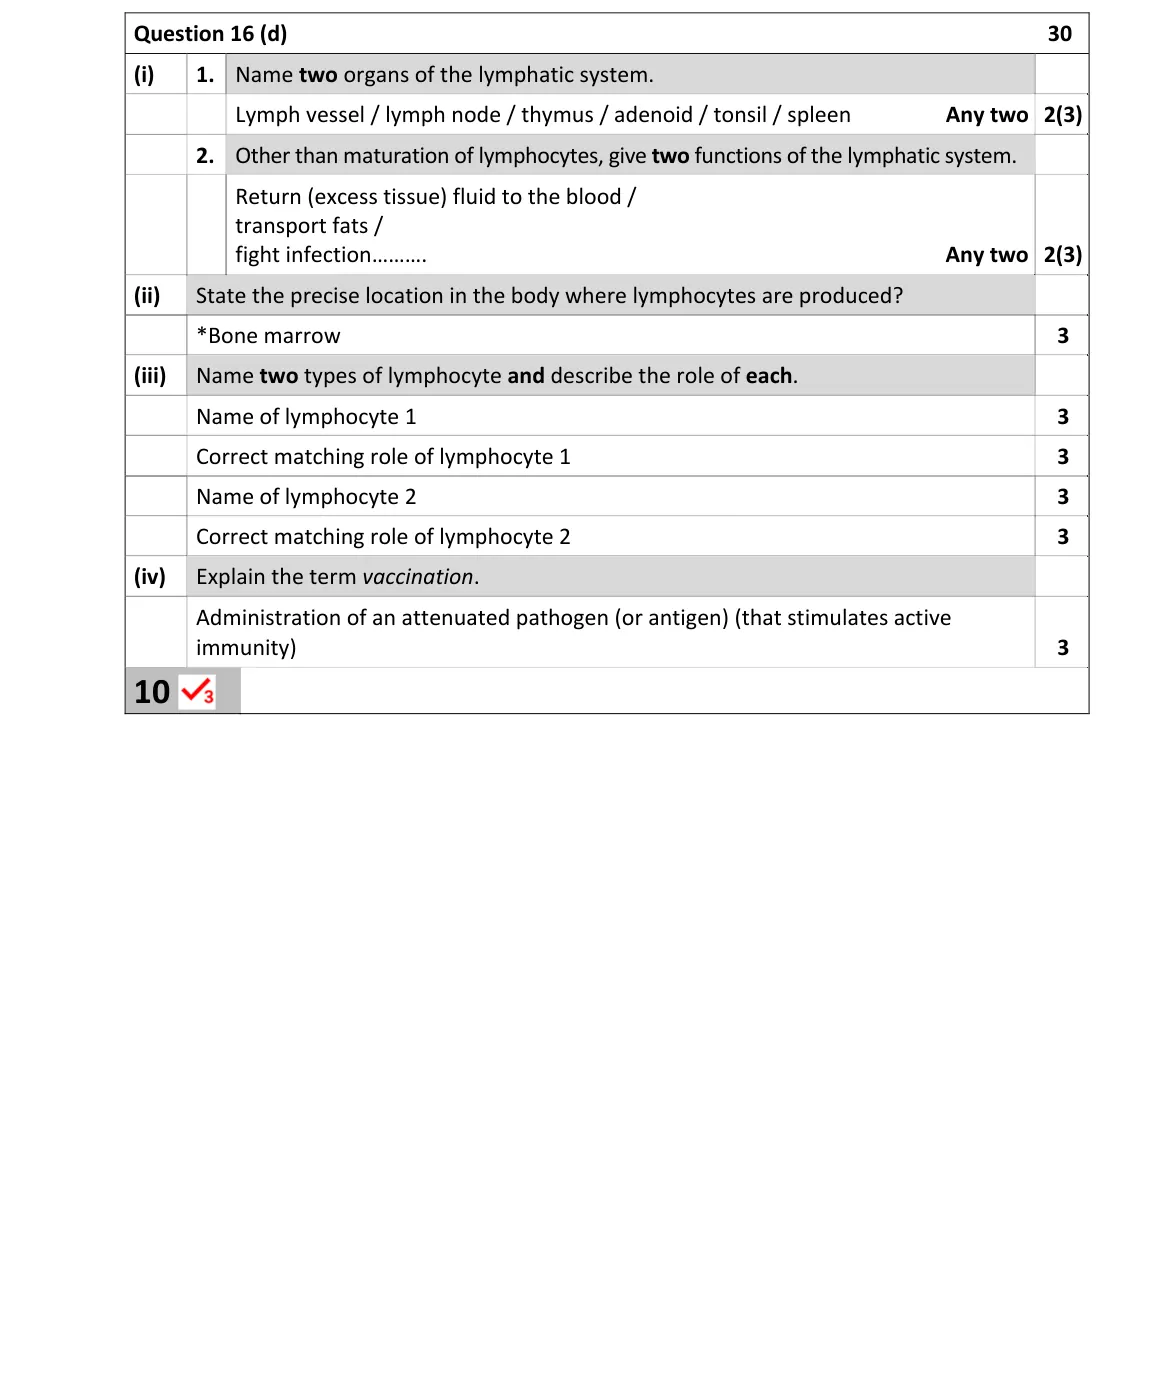 Question 16 (d) 30
(i) 1. Name two organs of the lymphatic system.
Lymph vessel / lymph node / thymus / adenoid / tonsil / spleen Any two 2(3)
2. Other than maturation of lymphocytes, give two functions of the lymphatic system.
Return (excess tissue) fluid to the blood /
transport fats /
fight infection.......... Any two 2(3)
(ii) State the precise location in the body where lymphocytes are produced?
*Bone marrow 3
(iii) Name two types of lymphocyte and describe the role of each.
Name of lymphocyte 1 3
Correct matching role of lymphocyte 1 3
Name of lymphocyte 2 3
Correct matching role of lymphocyte 2 3
(iv) Explain the term vaccination.
Administration of an attenuated pathogen (or antigen) (that stimulates active
immunity) 3
10 ✓3